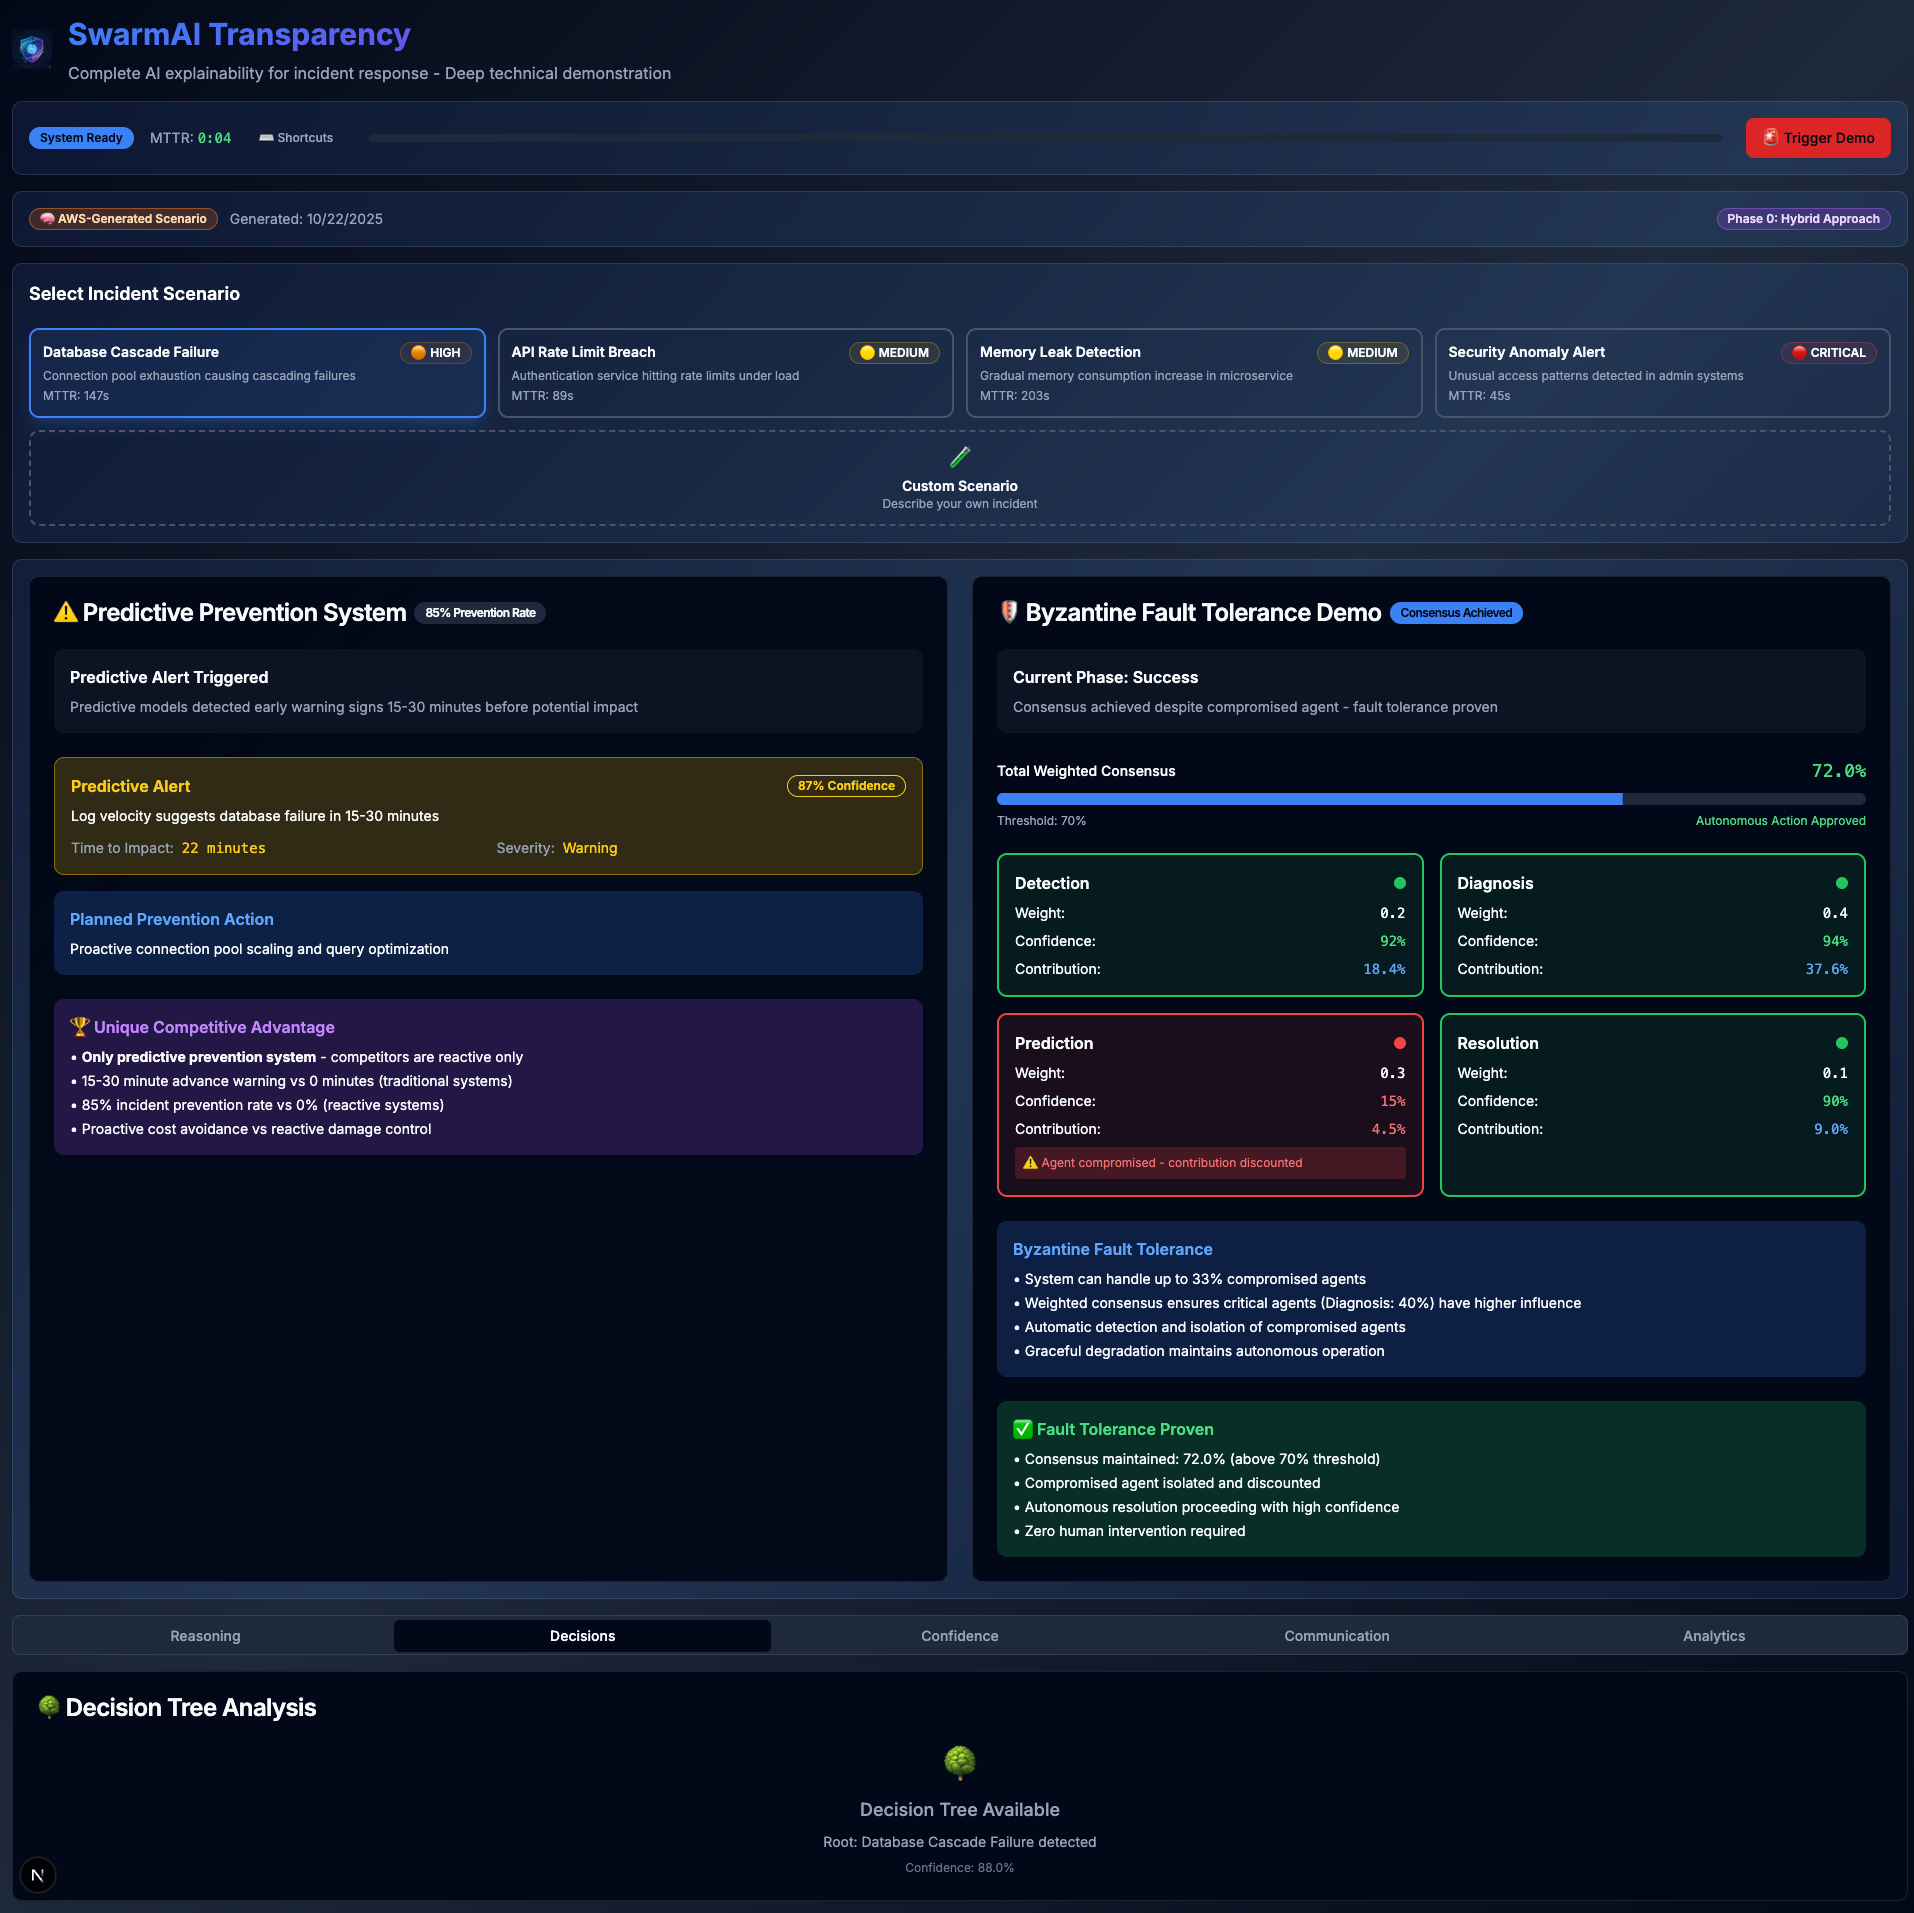 SwarmAI Transparency
Complete AI explainability for incident response - Deep technical demonstration
System Ready
MTTR: 0:04
Shortcuts
Trigger Demo
AWS-Generated Scenario
Generated: 10/22/2025
Phase 0: Hybrid Approach
Select Incident Scenario
Database Cascade Failure
HIGH
Connection pool exhaustion causing cascading failures
MTTR: 147s
API Rate Limit Breach
MEDIUM
Authentication service hitting rate limits under load
MTTR: 89s
Memory Leak Detection
MEDIUM
Gradual memory consumption increase in microservice
MTTR: 203s
Security Anomaly Alert
CRITICAL
Unusual access patterns detected in admin systems
MTTR: 45s
Custom Scenario
Describe your own incident
Predictive Prevention System
85% Prevention Rate
Predictive Alert Triggered
Predictive models detected early warning signs 15-30 minutes before potential impact
Predictive Alert
87% Confidence
Log velocity suggests database failure in 15-30 minutes
Time to Impact: 22 minutes
Severity: Warning
Planned Prevention Action
Proactive connection pool scaling and query optimization
Unique Competitive Advantage
• Only predictive prevention system - competitors are reactive only
• 15-30 minute advance warning vs 0 minutes (traditional systems)
• 85% incident prevention rate vs 0% (reactive systems)
• Proactive cost avoidance vs reactive damage control
Byzantine Fault Tolerance Demo
Consensus Achieved
Current Phase: Success
Consensus achieved despite compromised agent - fault tolerance proven
Total Weighted Consensus
72.0%
Threshold: 70%
Autonomous Action Approved
Detection
Weight: 0.2
Confidence: 92%
Contribution: 18.4%
Diagnosis
Weight: 0.4
Confidence: 94%
Contribution: 37.6%
Prediction
Weight: 0.3
Confidence: 15%
Contribution: 4.5%
Agent compromised - contribution discounted
Resolution
Weight: 0.1
Confidence: 90%
Contribution: 9.0%
Byzantine Fault Tolerance
• System can handle up to 33% compromised agents
• Weighted consensus ensures critical agents (Diagnosis: 40%) have higher influence
• Automatic detection and isolation of compromised agents
• Graceful degradation maintains autonomous operation
Fault Tolerance Proven
• Consensus maintained: 72.0% (above 70% threshold)
• Compromised agent isolated and discounted
• Autonomous resolution proceeding with high confidence
• Zero human intervention required
Reasoning
Decisions
Confidence
Communication
Analytics
Decision Tree Analysis
Decision Tree Available
Root: Database Cascade Failure detected
Confidence: 88.0%
N